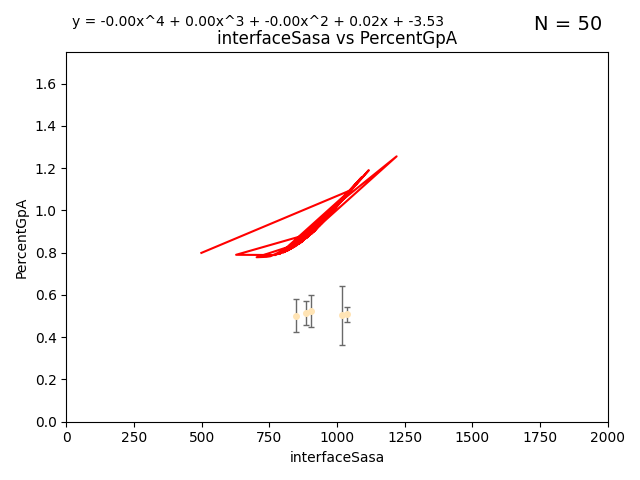 y = -0.00x^4 + 0.00x^3 + -0.00x^2 + 0.02x + -3.53
N = 50
interfaceSasa vs PercentGpA
PercentGpA
1.6
1.4
1.2
1.0
0.8
0.6
0.4
0.2
0.0
0 250 500 750 1000 1250 1500 1750 2000
interfaceSasa